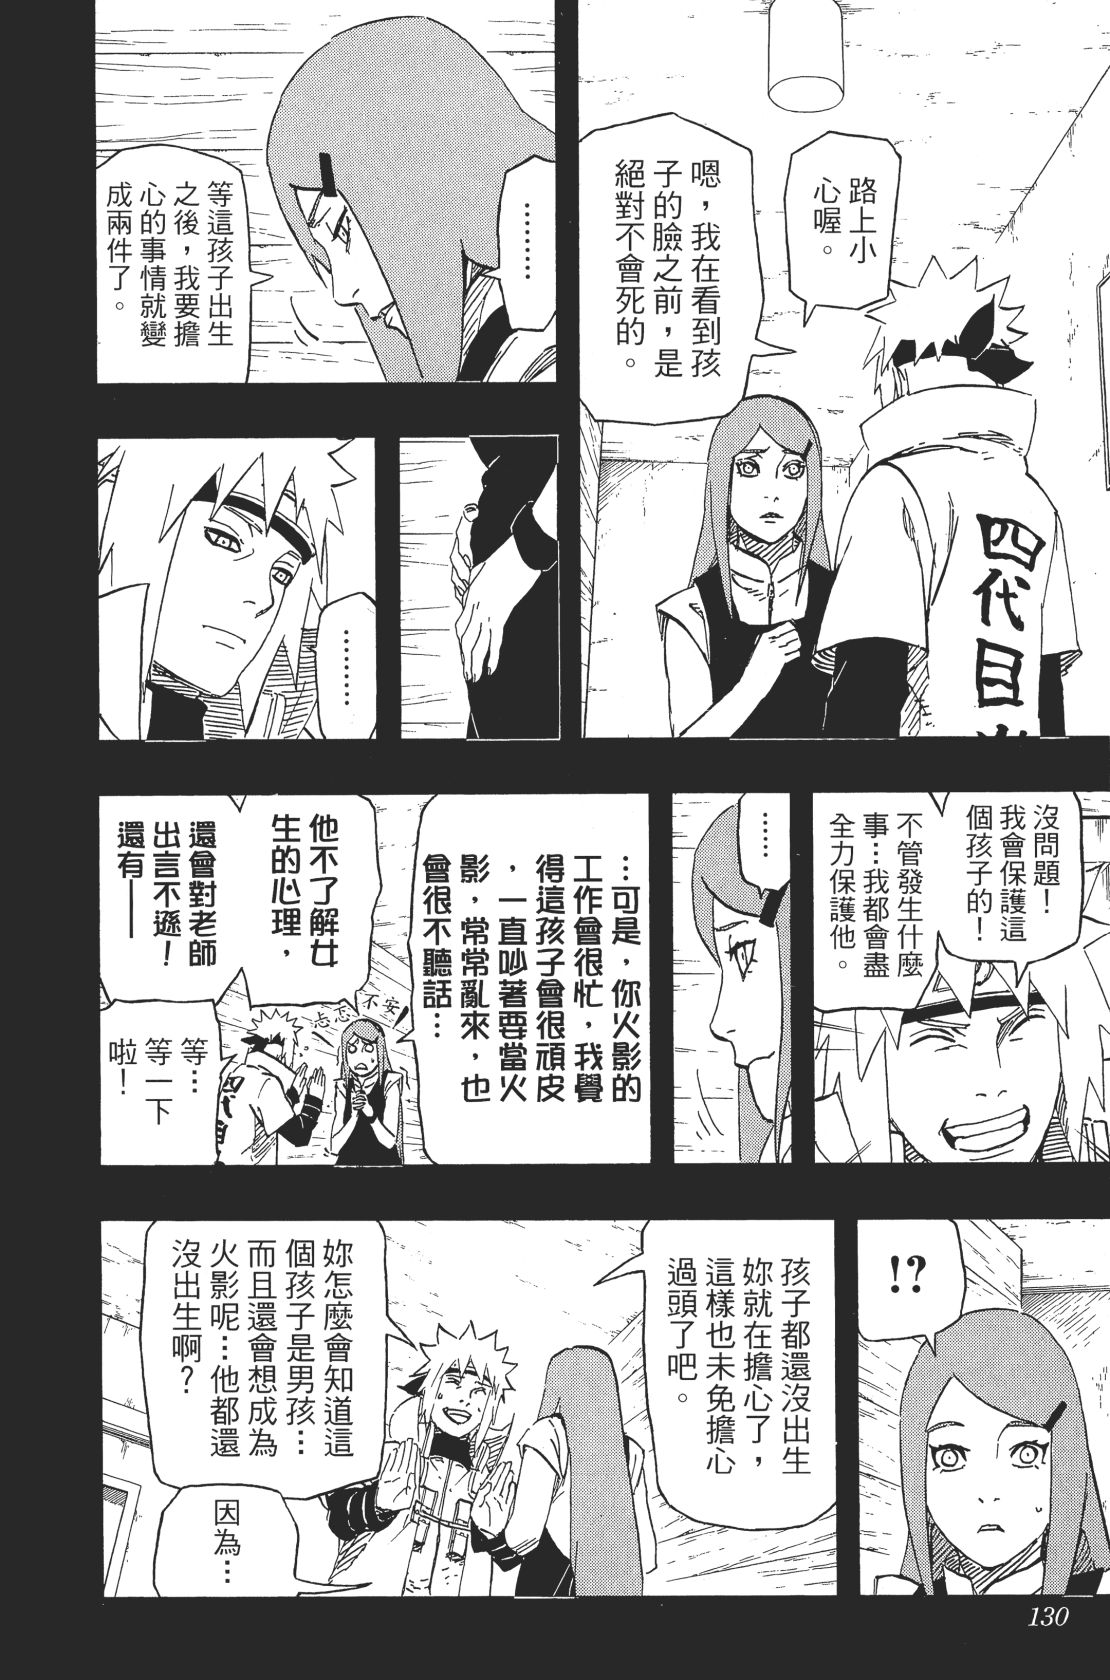 路上小
心喔。
嗯，我在看到孩
子的臉之前，是
絕對不會死的。
四代目
………
等這孩子出生
之後，我要擔
心的事情就變
成兩件了。
………
沒問題！
我會保護這
個孩子的！
不管發生什麼
事…我都會盡
全力保護他。
……
…可是，你火影的
工作會很忙，我覺
得這孩子會很頑皮
，一直吵著要當火
影，常常亂來，也
會很不聽話…
他不了解女
生的心理，
還會對老師
出言不遜！
還有——
忐忑
不安
四代
等…
等一下
啦！
!?
孩子都還沒出生
妳就在擔心了，
這樣也未免擔心
過頭了吧。
妳怎麼會知道這
個孩子是男孩…
而且還會想成為
火影呢…他都還
沒出生啊？
因為…
130